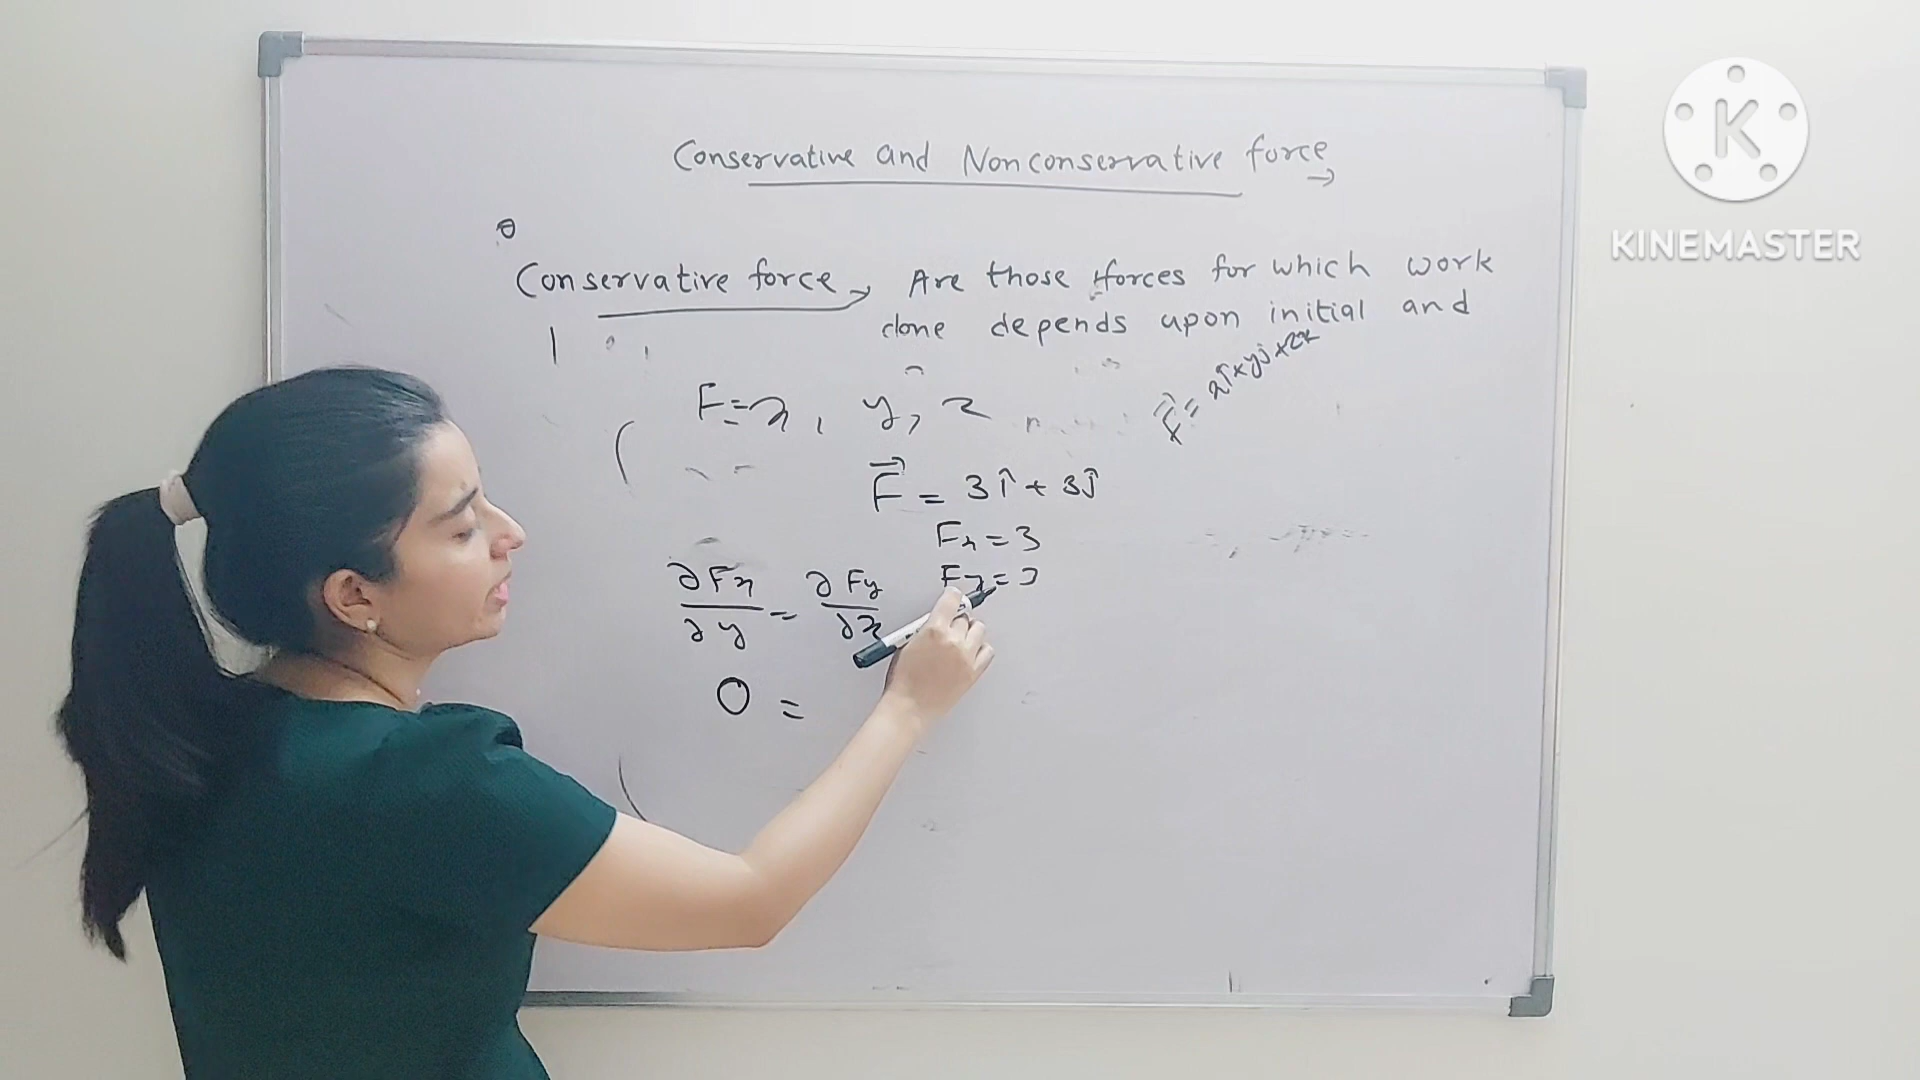 Conservative and Nonconservative force →
Conservative force → Are those forces for which work
done depends upon initial and
F = x, y, z
F⃗ = 3î + 3ĵ
Fx = 3
∂Fx/∂y = ∂Fy/∂x
Fy = 3
0 =
K
KINEMASTER